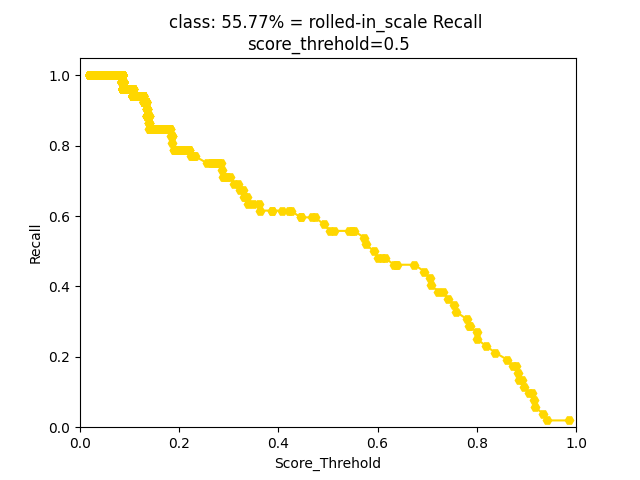 class: 55.77% = rolled-in_scale Recall
score_threhold=0.5
1.0
0.8
0.6
0.4
0.2
0.0
Recall
0.0 0.2 0.4 0.6 0.8 1.0
Score_Threhold